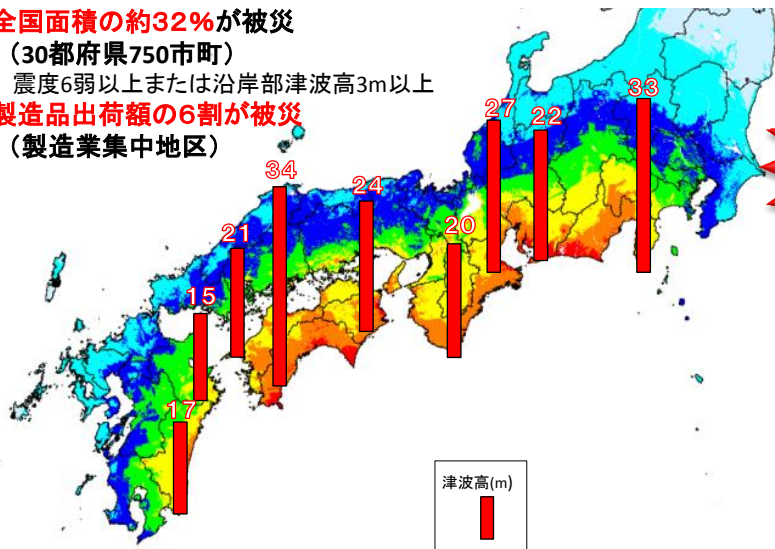 全国面積の約32%が被災
（30都府県750市町）
震度6弱以上または沿岸部津波高3m以上
製造品出荷額の6割が被災
（製造業集中地区）
33
27
22
34
24
20
21
15
17
津波高(m)